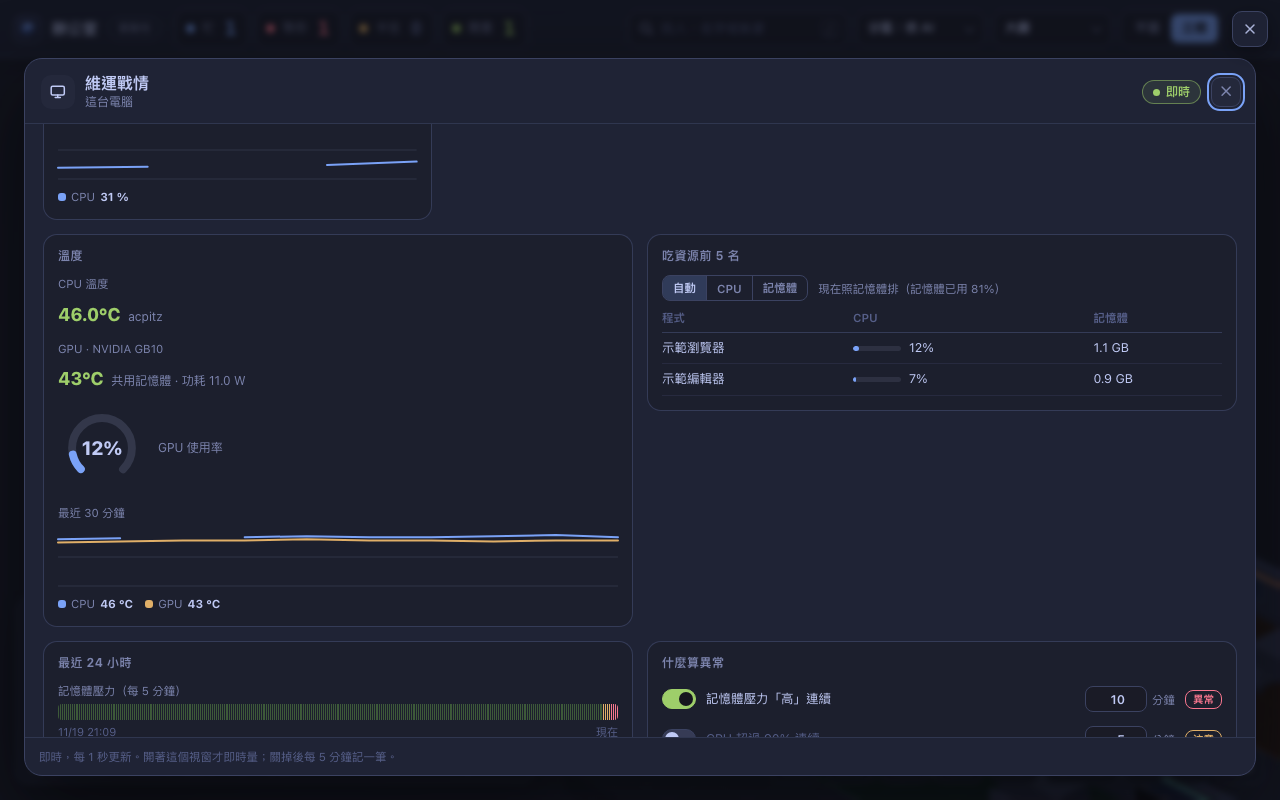 維運戰情
這台電腦
即時
CPU 31 %
溫度
CPU 溫度
46.0°C acpitz
GPU · NVIDIA GB10
43°C 共用記憶體 · 功耗 11.0 W
12%
GPU 使用率
最近 30 分鐘
CPU 46 °C GPU 43 °C
吃資源前 5 名
自動 CPU 記憶體 現在照記憶體排（記憶體已用 81%）
程式 CPU 記憶體
示範瀏覽器 12% 1.1 GB
示範編輯器 7% 0.9 GB
最近 24 小時
記憶體壓力（每 5 分鐘）
11/19 21:09 現在
什麼算異常
記憶體壓力「高」連續 10 分鐘 異常
即時，每 1 秒更新。開著這個視窗才即時量；關掉後每 5 分鐘記一筆。